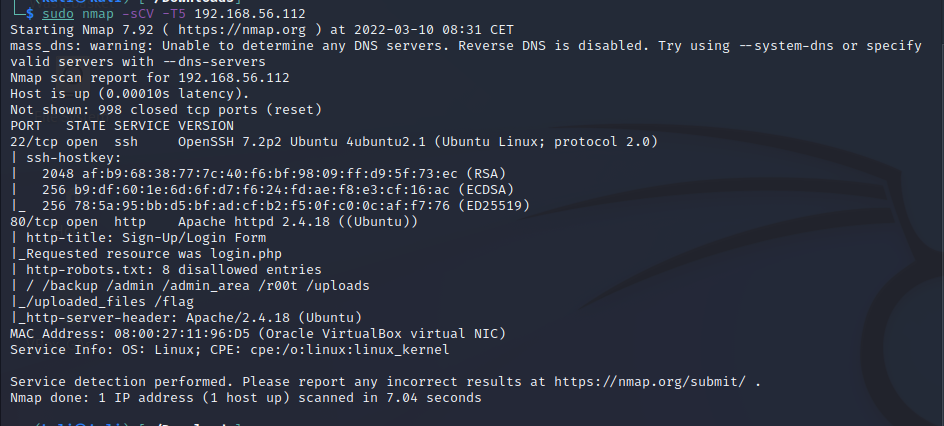 └─$ sudo nmap -sCV -T5 192.168.56.112
Starting Nmap 7.92 ( https://nmap.org ) at 2022-03-10 08:31 CET
mass_dns: warning: Unable to determine any DNS servers. Reverse DNS is disabled. Try using --system-dns or specify
valid servers with --dns-servers
Nmap scan report for 192.168.56.112
Host is up (0.00010s latency).
Not shown: 998 closed tcp ports (reset)
PORT   STATE SERVICE VERSION
22/tcp open  ssh     OpenSSH 7.2p2 Ubuntu 4ubuntu2.1 (Ubuntu Linux; protocol 2.0)
| ssh-hostkey:
|   2048 af:b9:68:38:77:7c:40:f6:bf:98:09:ff:d9:5f:73:ec (RSA)
|   256 b9:df:60:1e:6d:6f:d7:f6:24:fd:ae:f8:e3:cf:16:ac (ECDSA)
|_  256 78:5a:95:bb:d5:bf:ad:cf:b2:f5:0f:c0:0c:af:f7:76 (ED25519)
80/tcp open  http    Apache httpd 2.4.18 ((Ubuntu))
| http-title: Sign-Up/Login Form
|_Requested resource was login.php
| http-robots.txt: 8 disallowed entries
| / /backup /admin /admin_area /r00t /uploads
|_/uploaded_files /flag
|_http-server-header: Apache/2.4.18 (Ubuntu)
MAC Address: 08:00:27:11:96:D5 (Oracle VirtualBox virtual NIC)
Service Info: OS: Linux; CPE: cpe:/o:linux:linux_kernel
Service detection performed. Please report any incorrect results at https://nmap.org/submit/ .
Nmap done: 1 IP address (1 host up) scanned in 7.04 seconds